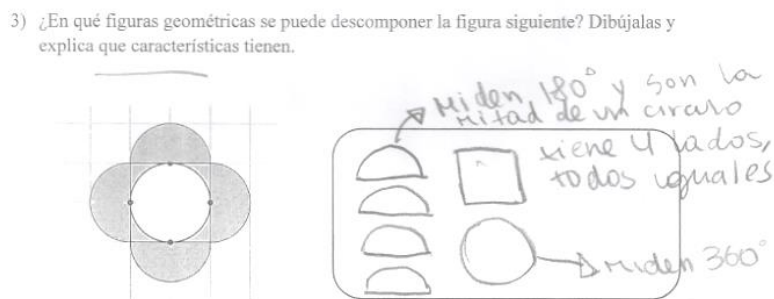 3) ¿En qué figuras geométricas se puede descomponer la figura siguiente? Dibújalas y
explica que características tienen.
Miden 180° y son la
mitad de un circulo
tiene 4 lados,
todos iguales
miden 360°